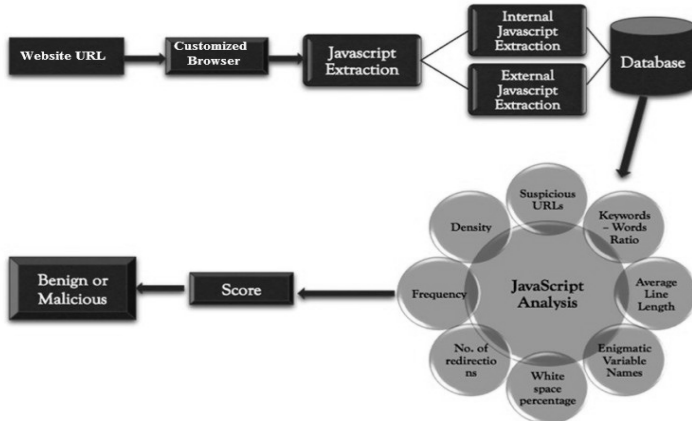 Website URL
Customized
Browser
Javascript
Extraction
Internal
Javascript
Extraction
External
Javascript
Extraction
Database
Suspicious
URLs
Keywords
– Words
Ratio
Average
Line
Length
Enigmatic
Variable
Names
White
space
percentage
No. of
redirectio
ns
Frequency
Density
JavaScript
Analysis
Score
Benign or
Malicious